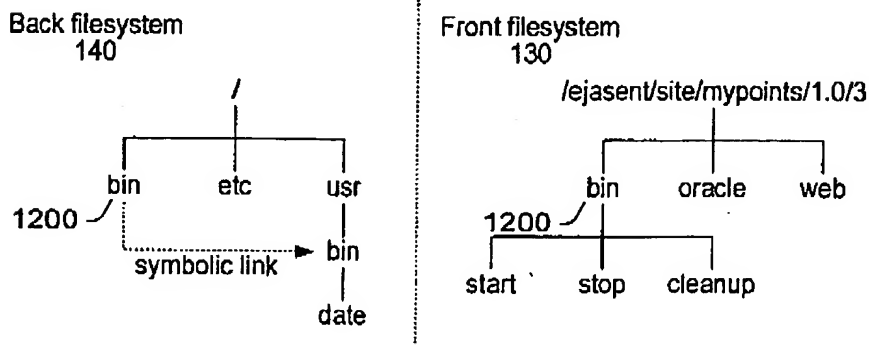 Back filesystem
140
/
bin
etc
usr
1200
bin
symbolic link
date
Front filesystem
130
/ejasent/site/mypoints/1.0/3
bin
oracle
web
1200
start
stop
cleanup